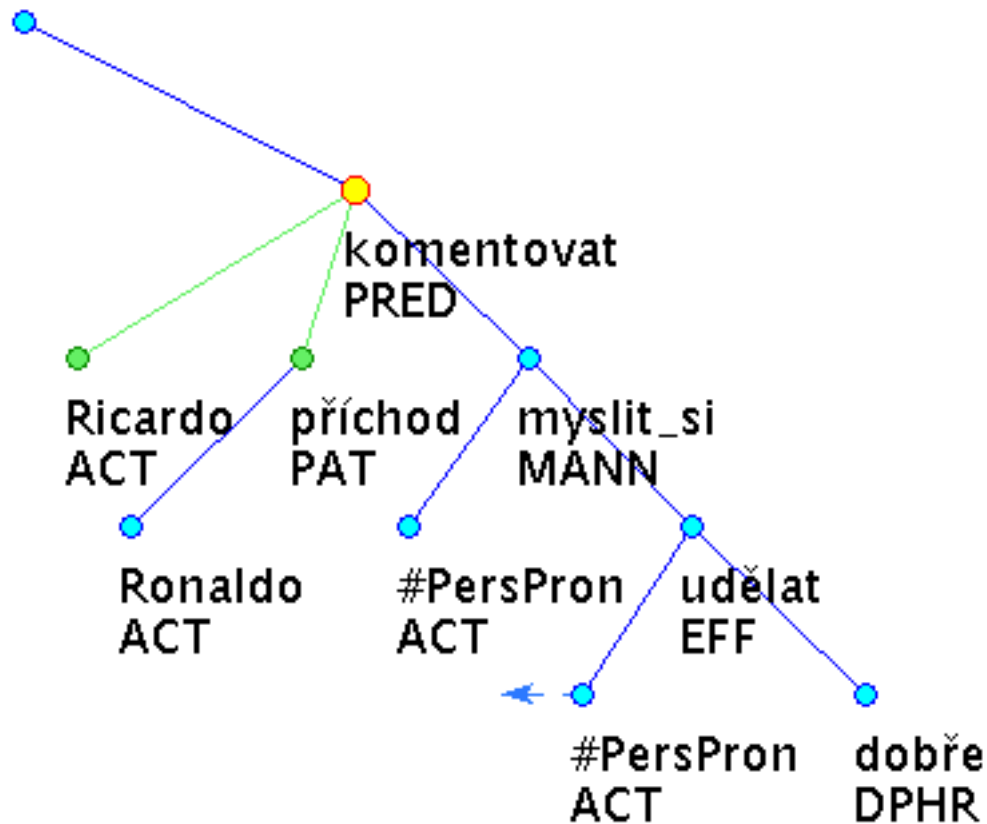 komentovat
PRED
Ricardo
ACT
příchod
PAT
myslit_si
MANN
Ronaldo
ACT
#PersPron
ACT
udělat
EFF
#PersPron
ACT
dobře
DPHR